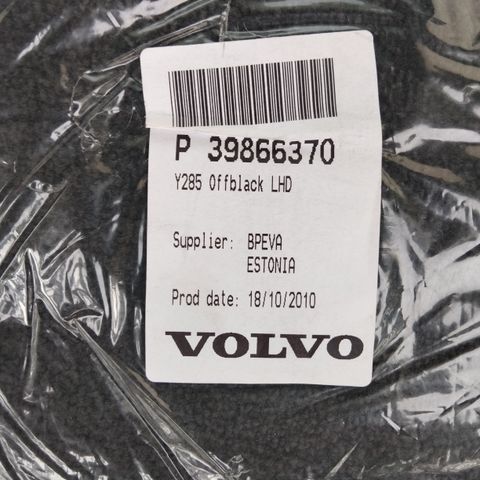 P 39866370
Y285 Offblack LHD
Supplier: BPEVA
ESTONIA
Prod date: 18/10/2010
VOLVO